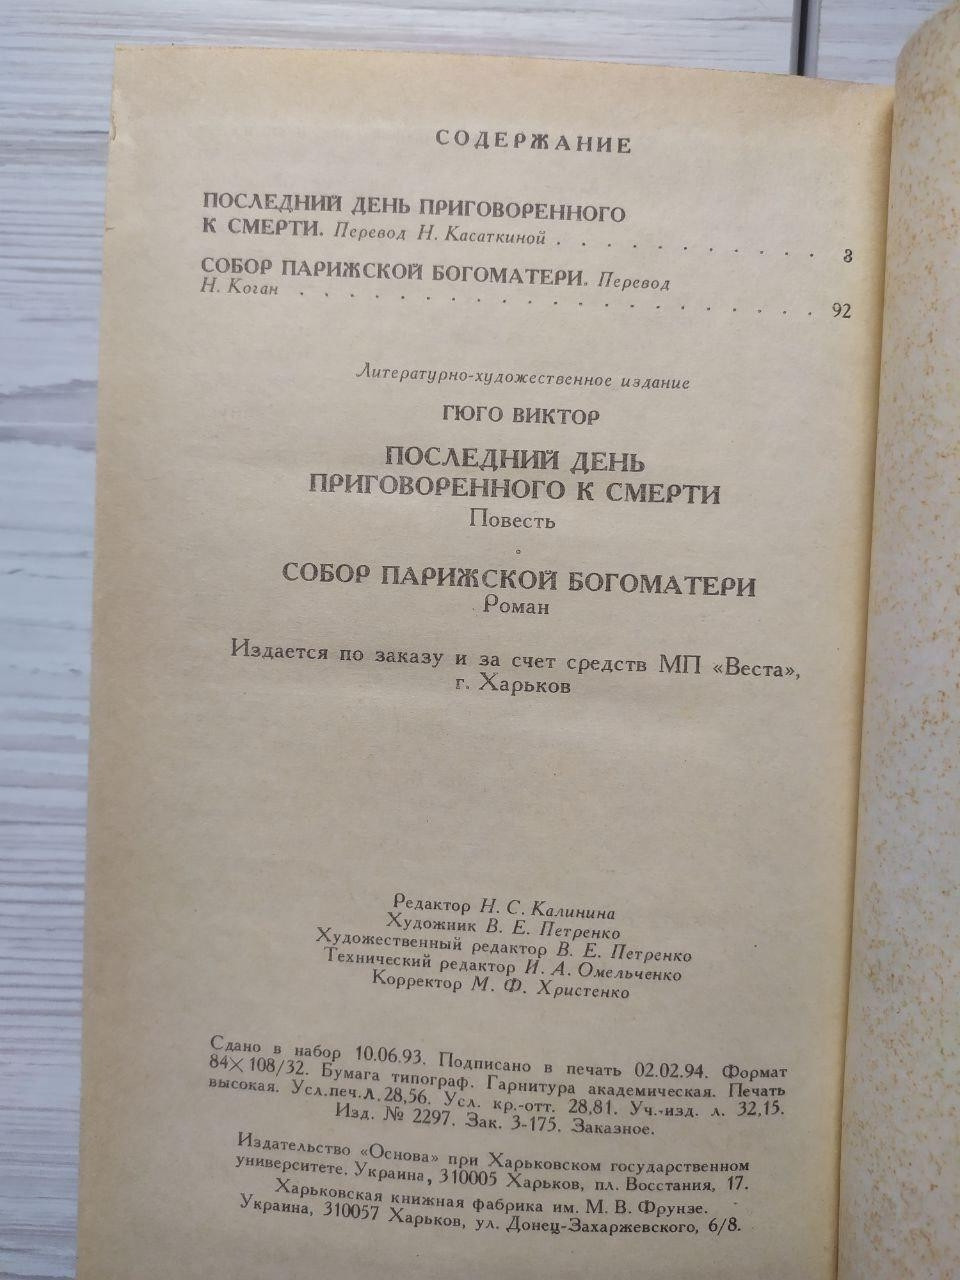 СОДЕРЖАНИЕ
ПОСЛЕДНИЙ ДЕНЬ ПРИГОВОРЕННОГО
К СМЕРТИ. Перевод Н. Касаткиной . . . . . . . . . . . 3
СОБОР ПАРИЖСКОЙ БОГОМАТЕРИ. Перевод
Н. Коган . . . . . . . . . . . . . . . . . . . . . . 92
Литературно-художественное издание
ГЮГО ВИКТОР
ПОСЛЕДНИЙ ДЕНЬ
ПРИГОВОРЕННОГО К СМЕРТИ
Повесть
СОБОР ПАРИЖСКОЙ БОГОМАТЕРИ
Роман
Издается по заказу и за счет средств МП «Веста»,
г. Харьков
Редактор Н. С. Калинина
Художник В. Е. Петренко
Художественный редактор В. Е. Петренко
Технический редактор И. А. Омельченко
Корректор М. Ф. Христенко
Сдано в набор 10.06.93. Подписано в печать 02.02.94. Формат
84×108/32. Бумага типограф. Гарнитура академическая. Печать
высокая. Усл.печ.л. 28,56. Усл. кр.-отт. 28,81. Уч.-изд. л. 32,15.
Изд. № 2297. Зак. 3-175. Заказное.
Издательство «Основа» при Харьковском государственном
университете. Украина, 310005 Харьков, пл. Восстания, 17.
Харьковская книжная фабрика им. М. В. Фрунзе.
Украина, 310057 Харьков, ул. Донец-Захаржевского, 6/8.